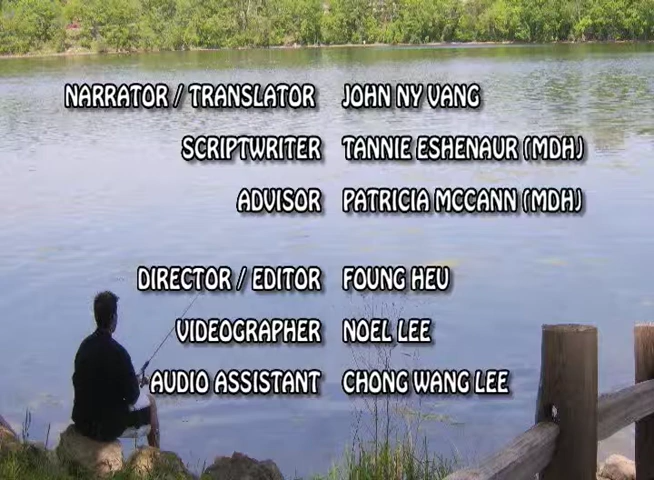 NARRATOR / TRANSLATOR JOHN NY VANG
SCRIPTWRITER TANNIE ESHENAUR (MDH)
ADVISOR PATRICIA MCCANN (MDH)
DIRECTOR / EDITOR FOUNG HEU
VIDEOGRAPHER NOEL LEE
AUDIO ASSISTANT CHONG WANG LEE